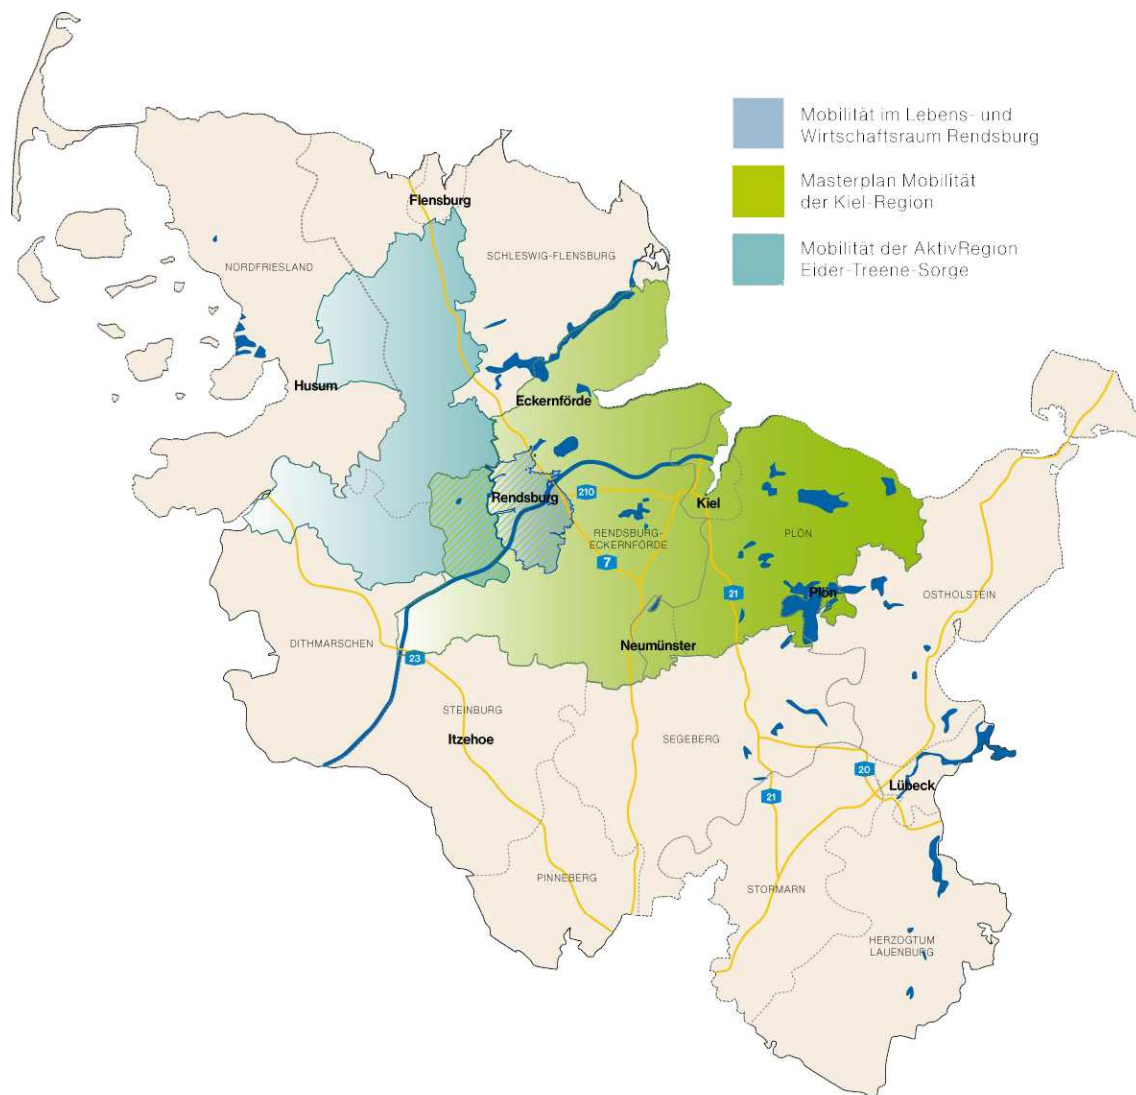 Mobilität im Lebens- und
Wirtschaftsraum Rendsburg
Masterplan Mobilität
der Kiel-Region
Mobilität der AktivRegion
Eider-Treene-Sorge
Flensburg
SCHLESWIG-FLENSBURG
NORDFRIESLAND
Husum
Eckernförde
Rendsburg
210
Kiel
RENDSBURG-
ECKERNFÖRDE
PLÖN
7
21
Plön
OSTHOLSTEIN
DITHMARSCHEN
Neumünster
23
STEINBURG
Itzehoe
SEGEBERG
20
Lübeck
21
PINNEBERG
STORMARN
HERZOGTUM
LAUENBURG